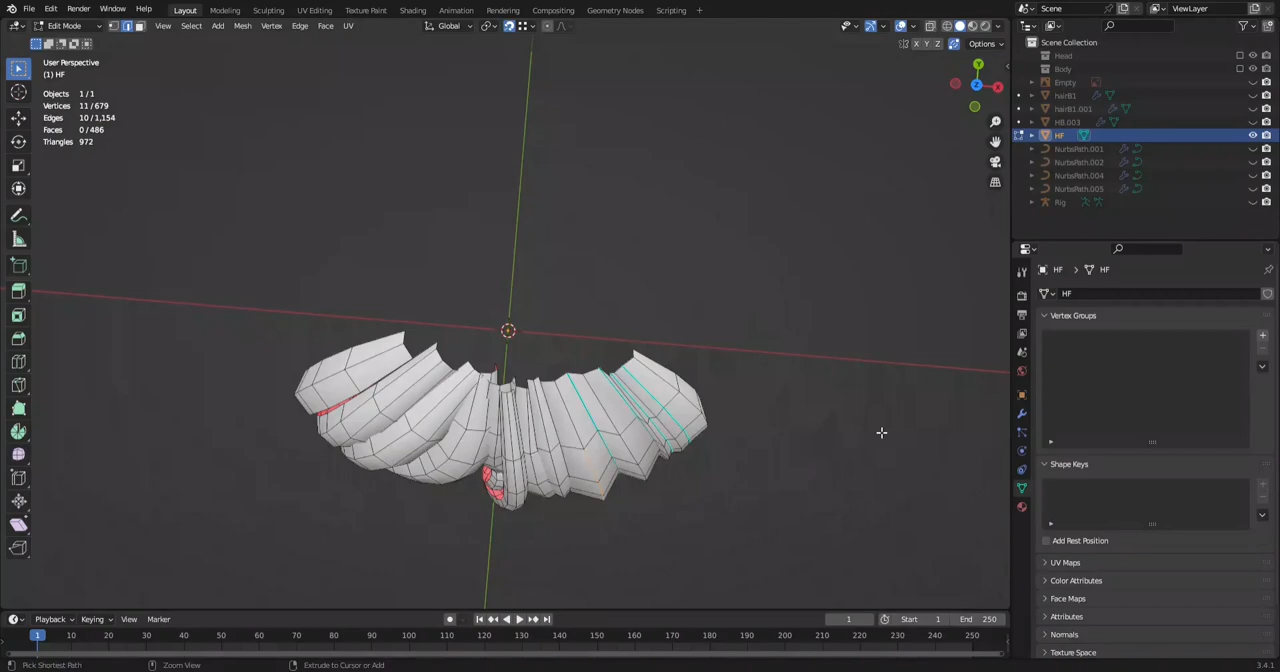 File Edit Render Window Help Layout Modeling Sculpting UV Editing Texture Paint Shading Animation Rendering Compositing Geometry Nodes Scripting + Scene ViewLayer
Edit Mode View Select Add Mesh Vertex Edge Face UV Global
X Y Z Options
User Perspective
(1) HF
Objects 1/1
Vertices 11/679
Edges 10/1,154
Faces 0/486
Triangles 972
Y
Z X
Scene Collection
Head
Body
Empty
hairB1
hairB1.001
HB.003
HF
NurbsPath.001
NurbsPath.002
NurbsPath.004
NurbsPath.005
Rig
HF > HF
HF
Vertex Groups
Shape Keys
Add Rest Position
UV Maps
Color Attributes
Face Maps
Attributes
Normals
Texture Space
Playback Keying View Marker 1 Start 1 End 250
1 10 20 30 40 50 60 70 80 90 100 110 120 130 140 150 160 170 180 190 200 210 220 230 240 250
Pick Shortest Path Zoom View Extrude to Cursor or Add 3.4.1